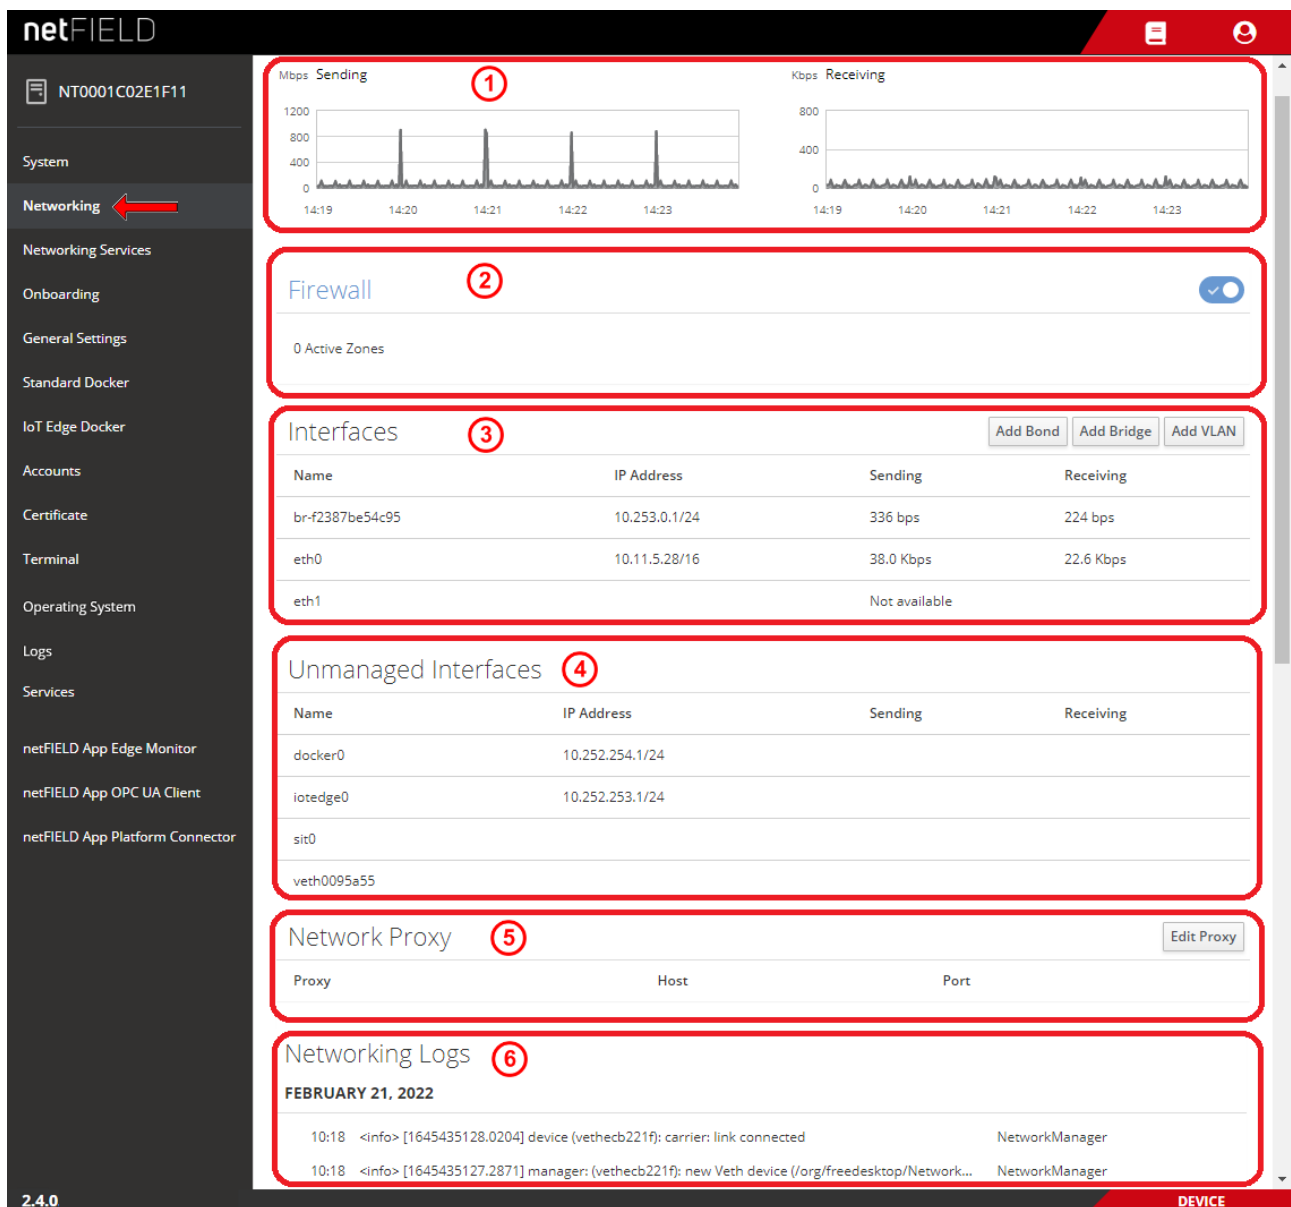 netFIELD
NT0001C02E1F11
System
Networking
Networking Services
Onboarding
General Settings
Standard Docker
IoT Edge Docker
Accounts
Certificate
Terminal
Operating System
Logs
Services
netFIELD App Edge Monitor
netFIELD App OPC UA Client
netFIELD App Platform Connector
Mbps Sending
1
1200
800
400
0
14:19 14:20 14:21 14:22 14:23
Kbps Receiving
800
400
0
14:19 14:20 14:21 14:22 14:23
Firewall 2
0 Active Zones
Interfaces 3 Add Bond Add Bridge Add VLAN
Name IP Address Sending Receiving
br-f2387be54c95 10.253.0.1/24 336 bps 224 bps
eth0 10.11.5.28/16 38.0 Kbps 22.6 Kbps
eth1 Not available
Unmanaged Interfaces 4
Name IP Address Sending Receiving
docker0 10.252.254.1/24
iotedge0 10.252.253.1/24
sit0
veth0095a55
Network Proxy 5 Edit Proxy
Proxy Host Port
Networking Logs 6
FEBRUARY 21, 2022
10:18 <info> [1645435128.0204] device (vethecb221f): carrier: link connected NetworkManager
10:18 <info> [1645435127.2871] manager: (vethecb221f): new Veth device (/org/freedesktop/Network... NetworkManager
2.4.0 DEVICE